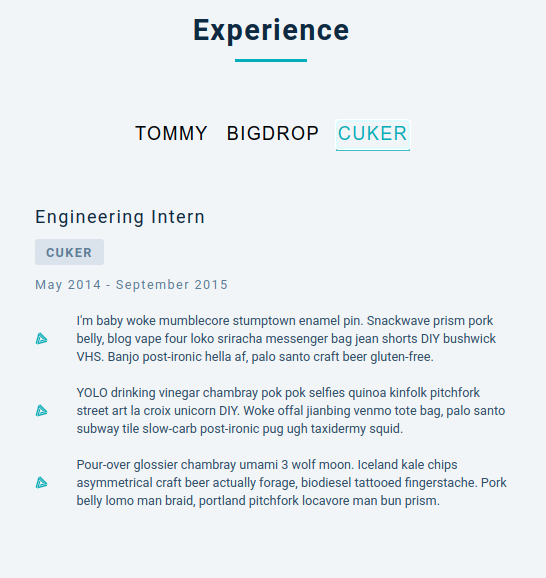 Experience
TOMMY BIGDROP CUKER
Engineering Intern
CUKER
May 2014 - September 2015
I'm baby woke mumblecore stumptown enamel pin. Snackwave prism pork
belly, blog vape four loko sriracha messenger bag jean shorts DIY bushwick
VHS. Banjo post-ironic hella af, palo santo craft beer gluten-free.
YOLO drinking vinegar chambray pok pok selfies quinoa kinfolk pitchfork
street art la croix unicorn DIY. Woke offal jianbing venmo tote bag, palo santo
subway tile slow-carb post-ironic pug ugh taxidermy squid.
Pour-over glossier chambray umami 3 wolf moon. Iceland kale chips
asymmetrical craft beer actually forage, biodiesel tattooed fingerstache. Pork
belly lomo man braid, portland pitchfork locavore man bun prism.